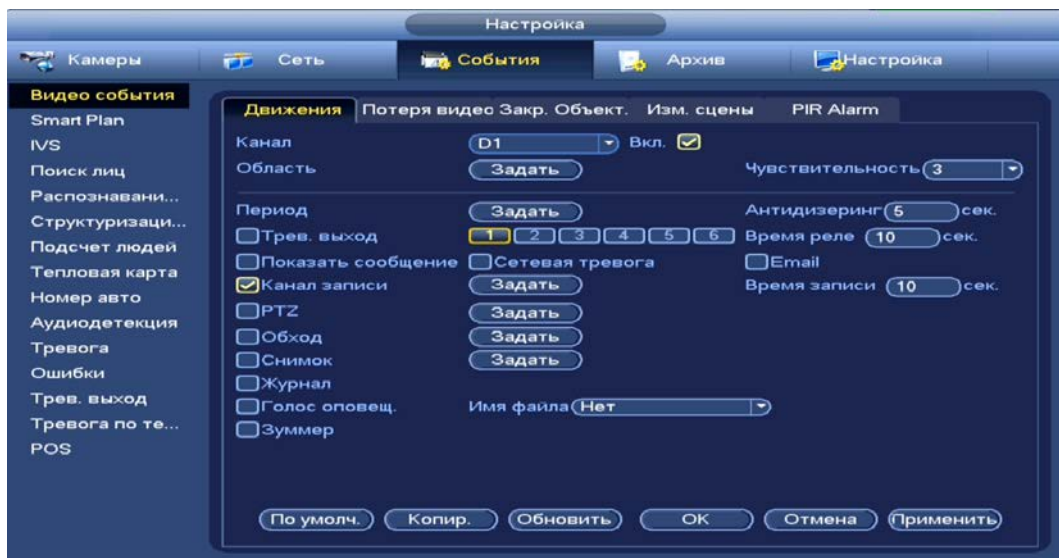 Настройка
Камеры Сеть События Архив Настройка
Видео события
Smart Plan
IVS
Поиск лиц
Распознавани...
Структуризаци...
Подсчет людей
Тепловая карта
Номер авто
Аудиодетекция
Тревога
Ошибки
Трев. выход
Тревога по те...
POS
Движения Потеря видео Закр. Объект. Изм. сцены PIR Alarm
Канал D1 Вкл.
Область Задать Чувствительность 3
Период Задать Антидизеринг 5 сек.
Трев. выход 1 2 3 4 5 6 Время реле 10 сек.
Показать сообщение Сетевая тревога Email
Канал записи Задать Время записи 10 сек.
PTZ Задать
Обход Задать
Снимок Задать
Журнал
Голос оповещ. Имя файла Нет
Зуммер
По умолч. Копир. Обновить OK Отмена Применить